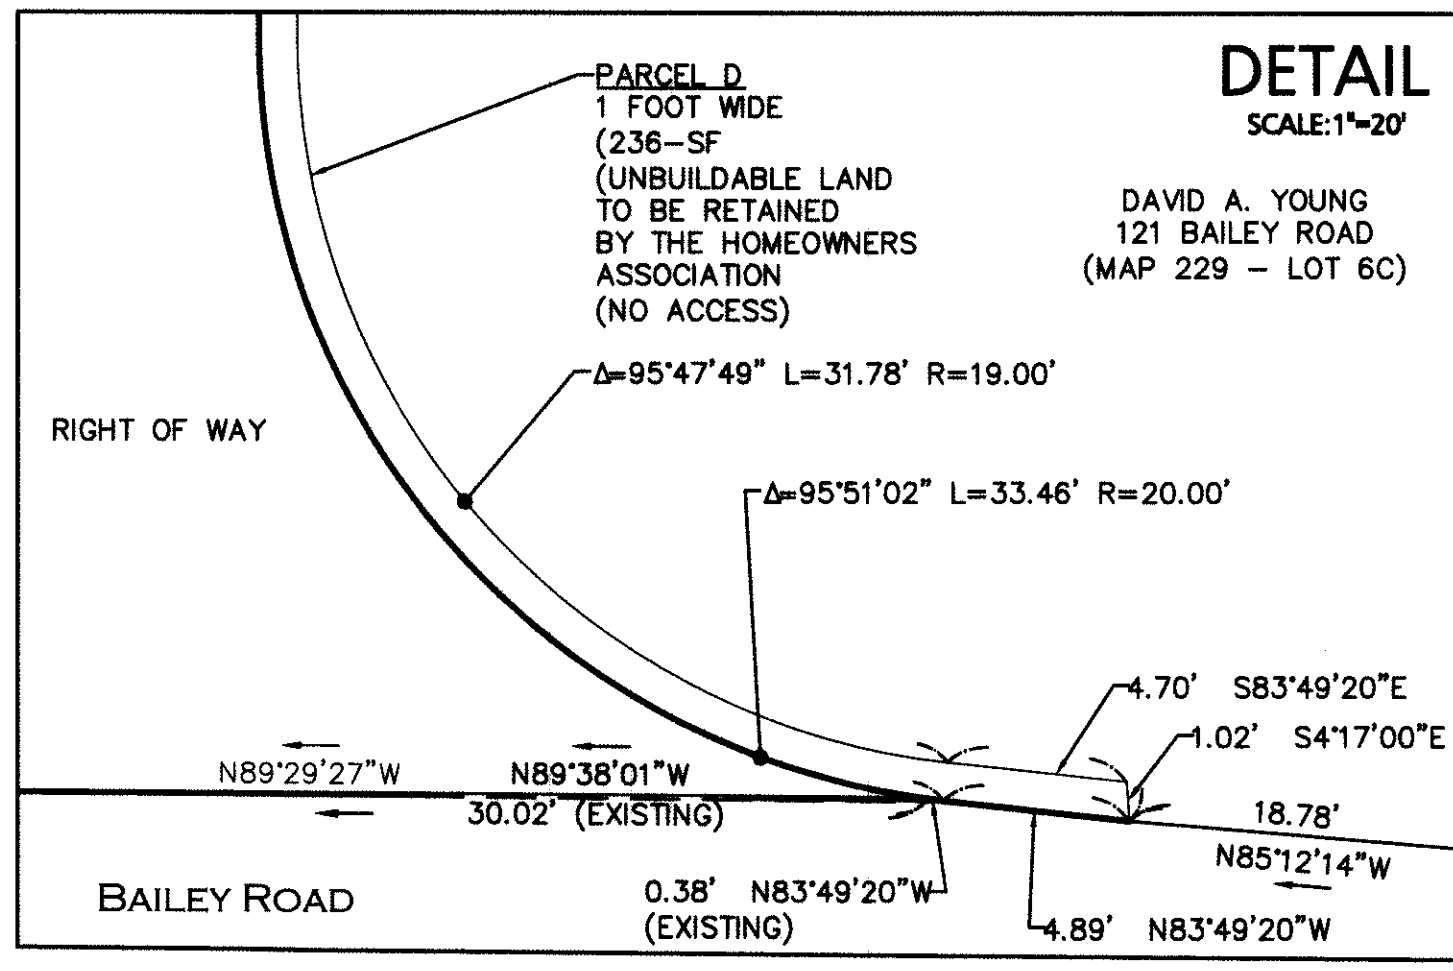 DETAIL
SCALE:1"=20'
PARCEL D
1 FOOT WIDE
(236-SF
(UNBUILDABLE LAND
TO BE RETAINED
BY THE HOMEOWNERS
ASSOCIATION
(NO ACCESS)
DAVID A. YOUNG
121 BAILEY ROAD
(MAP 229 - LOT 6C)
Δ=95°47'49" L=31.78' R=19.00'
RIGHT OF WAY
Δ=95°51'02" L=33.46' R=20.00'
4.70' S83°49'20"E
1.02' S4°17'00"E
N89°29'27"W
N89°38'01"W
30.02' (EXISTING)
18.78'
N85°12'14"W
BAILEY ROAD
0.38' N83°49'20"W
(EXISTING)
4.89' N83°49'20"W